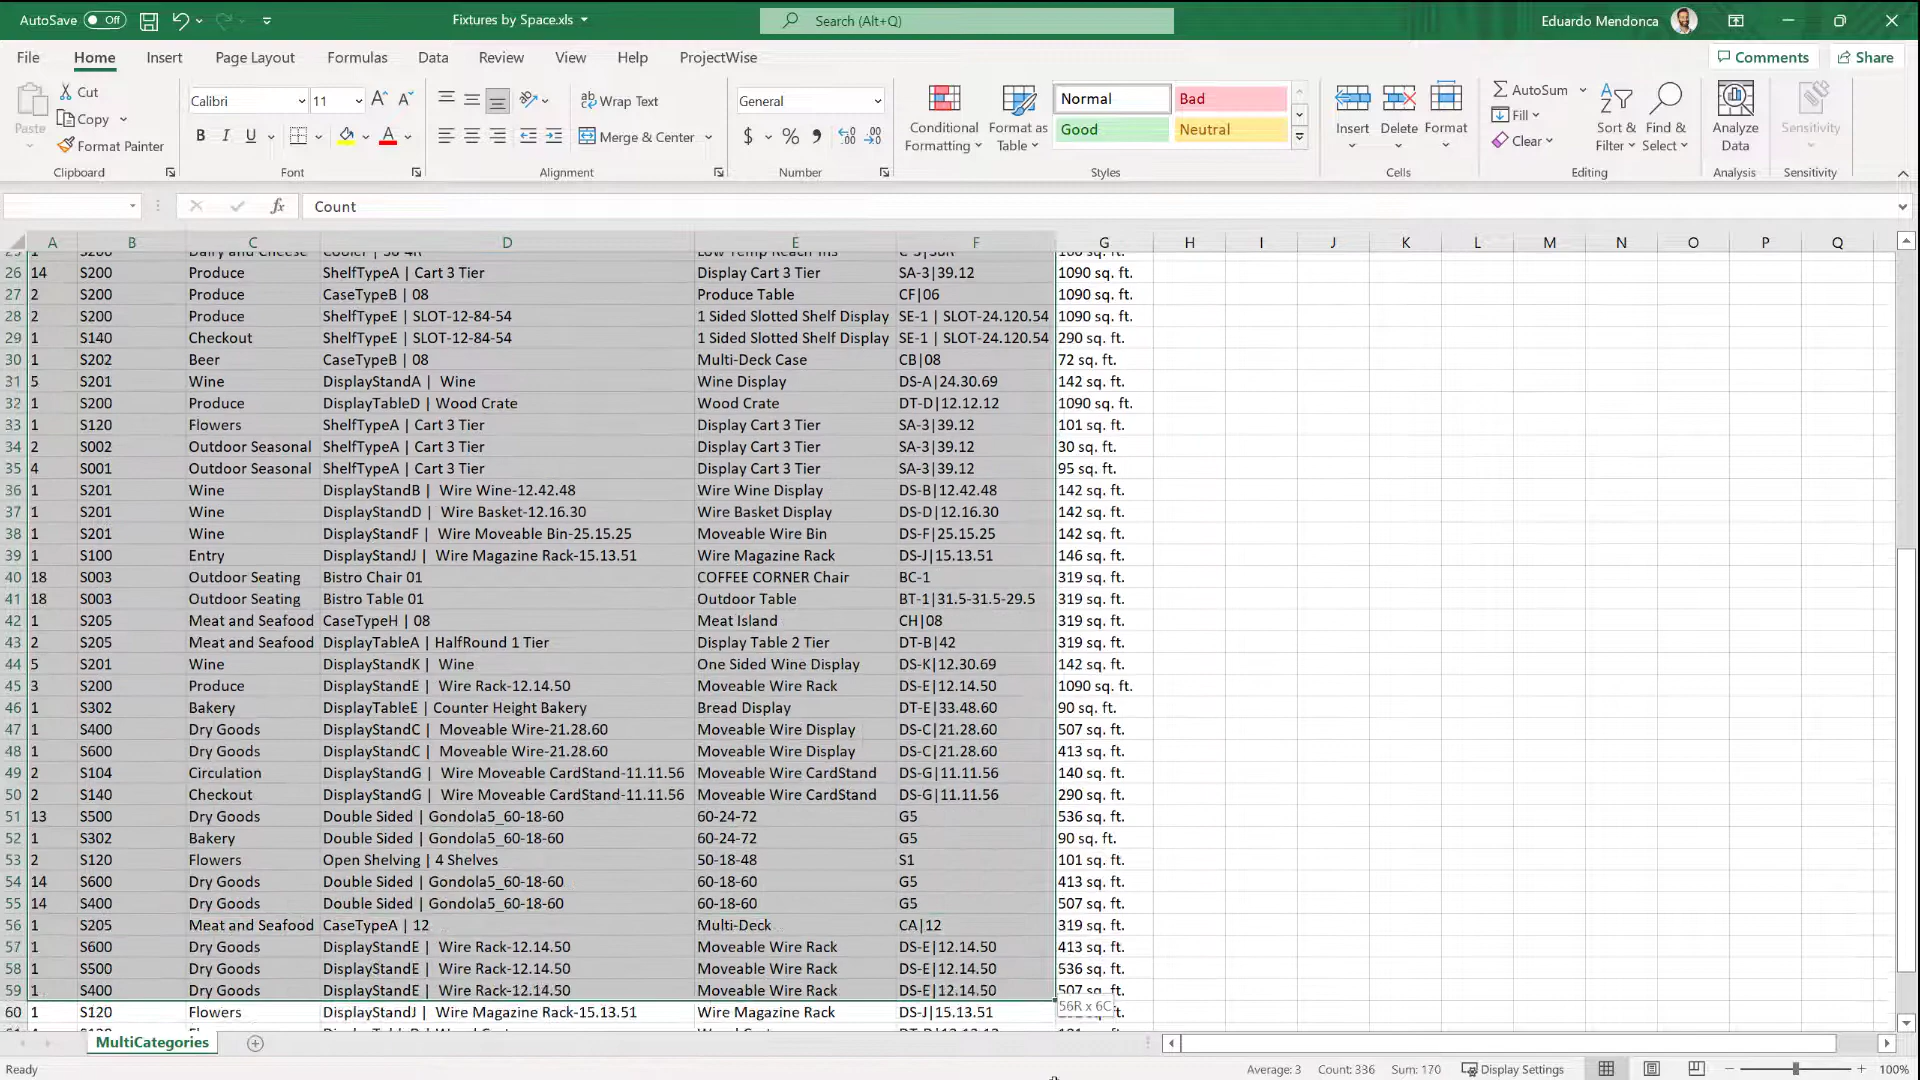 AutoSave Off Fixtures by Space.xls Search (Alt+Q) Eduardo Mendonca
File Home Insert Page Layout Formulas Data Review View Help ProjectWise Comments Share
Paste Cut Copy Format Painter Clipboard
Calibri 11 B I U A Font
Wrap Text Merge & Center Alignment
General $ % Number
Conditional Formatting Format as Table Normal Bad Good Neutral Styles
Insert Delete Format Cells
AutoSum Fill Clear Sort & Filter Find & Select Editing
Analyze Data Analysis
Sensitivity Sensitivity
fx Count
A B C D E F G H I J K L M N O P Q
26 14 S200 Produce ShelfTypeA | Cart 3 Tier Display Cart 3 Tier SA-3|39.12 1090 sq. ft.
27 2 S200 Produce CaseTypeB | 08 Produce Table CF|06 1090 sq. ft.
28 2 S200 Produce ShelfTypeE | SLOT-12-84-54 1 Sided Slotted Shelf Display SE-1 | SLOT-24.120.54 1090 sq. ft.
29 1 S140 Checkout ShelfTypeE | SLOT-12-84-54 1 Sided Slotted Shelf Display SE-1 | SLOT-24.120.54 290 sq. ft.
30 1 S202 Beer CaseTypeB | 08 Multi-Deck Case CB|08 72 sq. ft.
31 5 S201 Wine DisplayStandA | Wine Wine Display DS-A|24.30.69 142 sq. ft.
32 1 S200 Produce DisplayTableD | Wood Crate Wood Crate DT-D|12.12.12 1090 sq. ft.
33 1 S120 Flowers ShelfTypeA | Cart 3 Tier Display Cart 3 Tier SA-3|39.12 101 sq. ft.
34 2 S002 Outdoor Seasonal ShelfTypeA | Cart 3 Tier Display Cart 3 Tier SA-3|39.12 30 sq. ft.
35 4 S001 Outdoor Seasonal ShelfTypeA | Cart 3 Tier Display Cart 3 Tier SA-3|39.12 95 sq. ft.
36 1 S201 Wine DisplayStandB | Wire Wine-12.42.48 Wire Wine Display DS-B|12.42.48 142 sq. ft.
37 1 S201 Wine DisplayStandD | Wire Basket-12.16.30 Wire Basket Display DS-D|12.16.30 142 sq. ft.
38 1 S201 Wine DisplayStandF | Wire Moveable Bin-25.15.25 Moveable Wire Bin DS-F|25.15.25 142 sq. ft.
39 1 S100 Entry DisplayStandJ | Wire Magazine Rack-15.13.51 Wire Magazine Rack DS-J|15.13.51 146 sq. ft.
40 18 S003 Outdoor Seating Bistro Chair 01 COFFEE CORNER Chair BC-1 319 sq. ft.
41 18 S003 Outdoor Seating Bistro Table 01 Outdoor Table BT-1|31.5-31.5-29.5 319 sq. ft.
42 1 S205 Meat and Seafood CaseTypeH | 08 Meat Island CH|08 319 sq. ft.
43 2 S205 Meat and Seafood DisplayTableA | HalfRound 1 Tier Display Table 2 Tier DT-B|42 319 sq. ft.
44 5 S201 Wine DisplayStandK | Wine One Sided Wine Display DS-K|12.30.69 142 sq. ft.
45 3 S200 Produce DisplayStandE | Wire Rack-12.14.50 Moveable Wire Rack DS-E|12.14.50 1090 sq. ft.
46 1 S302 Bakery DisplayTableE | Counter Height Bakery Bread Display DT-E|33.48.60 90 sq. ft.
47 1 S400 Dry Goods DisplayStandC | Moveable Wire-21.28.60 Moveable Wire Display DS-C|21.28.60 507 sq. ft.
48 1 S600 Dry Goods DisplayStandC | Moveable Wire-21.28.60 Moveable Wire Display DS-C|21.28.60 413 sq. ft.
49 2 S104 Circulation DisplayStandG | Wire Moveable CardStand-11.11.56 Moveable Wire CardStand DS-G|11.11.56 140 sq. ft.
50 2 S140 Checkout DisplayStandG | Wire Moveable CardStand-11.11.56 Moveable Wire CardStand DS-G|11.11.56 290 sq. ft.
51 13 S500 Dry Goods Double Sided | Gondola5_60-18-60 60-24-72 G5 536 sq. ft.
52 1 S302 Bakery Double Sided | Gondola5_60-18-60 60-24-72 G5 90 sq. ft.
53 2 S120 Flowers Open Shelving | 4 Shelves 50-18-48 S1 101 sq. ft.
54 14 S600 Dry Goods Double Sided | Gondola5_60-18-60 60-18-60 G5 413 sq. ft.
55 14 S400 Dry Goods Double Sided | Gondola5_60-18-60 60-18-60 G5 507 sq. ft.
56 1 S205 Meat and Seafood CaseTypeA | 12 Multi-Deck CA|12 319 sq. ft.
57 1 S600 Dry Goods DisplayStandE | Wire Rack-12.14.50 Moveable Wire Rack DS-E|12.14.50 413 sq. ft.
58 1 S500 Dry Goods DisplayStandE | Wire Rack-12.14.50 Moveable Wire Rack DS-E|12.14.50 536 sq. ft.
59 1 S400 Dry Goods DisplayStandE | Wire Rack-12.14.50 Moveable Wire Rack DS-E|12.14.50 507 sq. ft.
60 1 S120 Flowers DisplayStandJ | Wire Magazine Rack-15.13.51 Wire Magazine Rack DS-J|15.13.51
56R x 6C
MultiCategories
Ready Average: 3 Count: 336 Sum: 170 Display Settings 100%